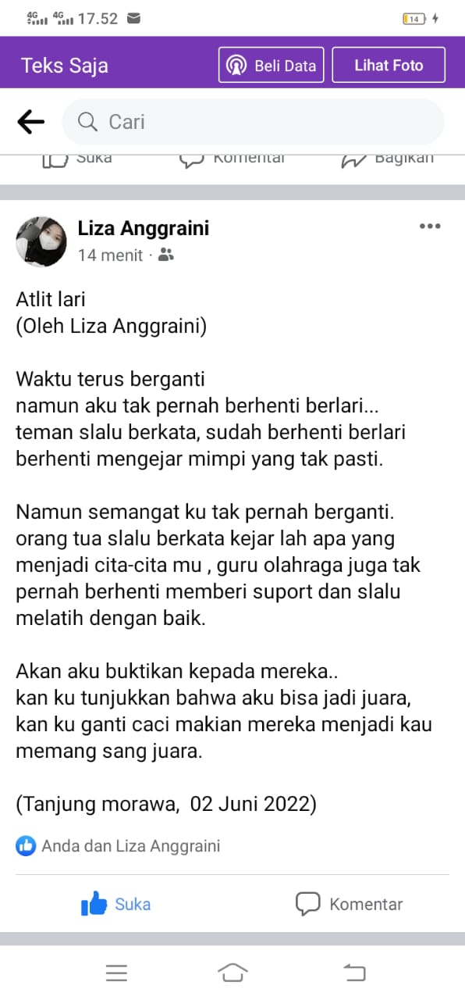 4G 4G 17.52 14
Teks Saja Beli Data Lihat Foto
Cari
Suka Komentar Bagikan
Liza Anggraini
14 menit ·
Atlit lari
(Oleh Liza Anggraini)
Waktu terus berganti
namun aku tak pernah berhenti berlari...
teman slalu berkata, sudah berhenti berlari
berhenti mengejar mimpi yang tak pasti.
Namun semangat ku tak pernah berganti.
orang tua slalu berkata kejar lah apa yang
menjadi cita-cita mu , guru olahraga juga tak
pernah berhenti memberi suport dan slalu
melatih dengan baik.
Akan aku buktikan kepada mereka..
kan ku tunjukkan bahwa aku bisa jadi juara,
kan ku ganti caci makian mereka menjadi kau
memang sang juara.
(Tanjung morawa,  02 Juni 2022)
Anda dan Liza Anggraini
Suka Komentar